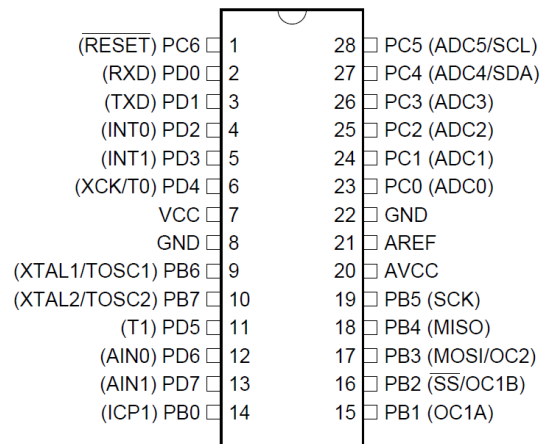 (RESET) PC6 1 28 PC5 (ADC5/SCL)
(RXD) PD0 2 27 PC4 (ADC4/SDA)
(TXD) PD1 3 26 PC3 (ADC3)
(INT0) PD2 4 25 PC2 (ADC2)
(INT1) PD3 5 24 PC1 (ADC1)
(XCK/T0) PD4 6 23 PC0 (ADC0)
VCC 7 22 GND
GND 8 21 AREF
(XTAL1/TOSC1) PB6 9 20 AVCC
(XTAL2/TOSC2) PB7 10 19 PB5 (SCK)
(T1) PD5 11 18 PB4 (MISO)
(AIN0) PD6 12 17 PB3 (MOSI/OC2)
(AIN1) PD7 13 16 PB2 (SS/OC1B)
(ICP1) PB0 14 15 PB1 (OC1A)